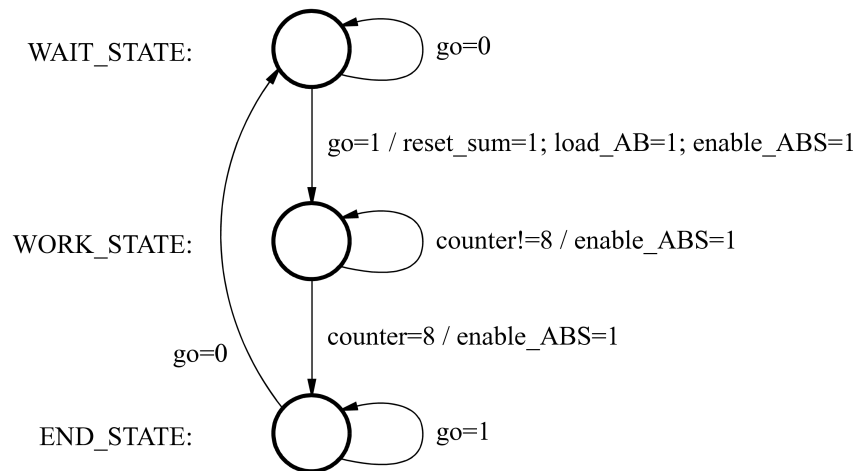 WAIT_STATE:
go=0
go=1 / reset_sum=1; load_AB=1; enable_ABS=1
WORK_STATE:
counter!=8 / enable_ABS=1
counter=8 / enable_ABS=1
go=0
END_STATE:
go=1